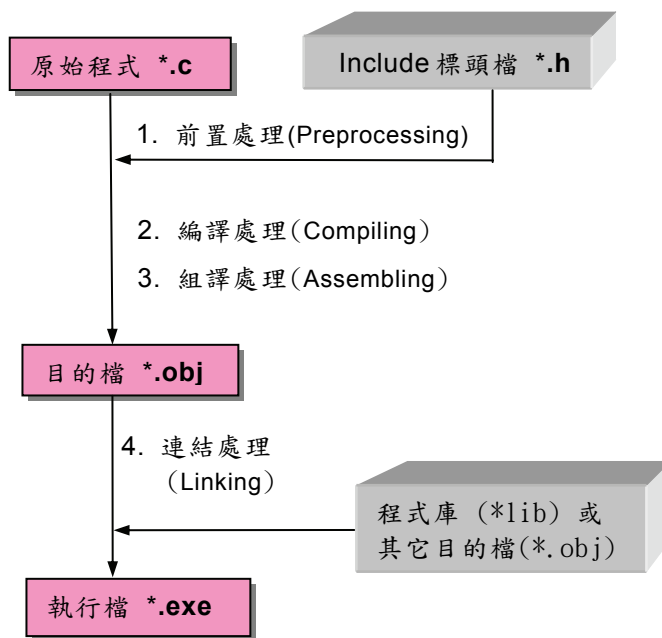 原始程式 *.c
Include 標頭檔 *.h
1. 前置處理(Preprocessing)
2. 編譯處理(Compiling)
3. 組譯處理(Assembling)
目的檔 *.obj
4. 連結處理
(Linking)
程式庫 (*lib) 或
其它目的檔(*.obj)
執行檔 *.exe